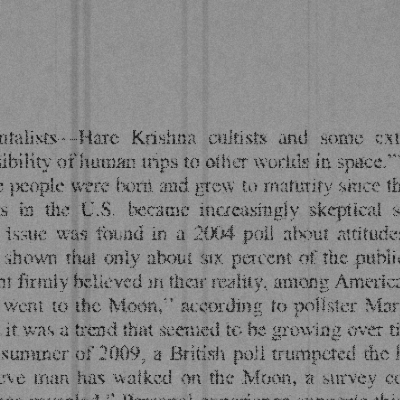 ntalists---Hare Krishna cultists and some ext
sibility of human trips to other worlds in space."
e people were born and grew to maturity since th
s in the U.S. became increasingly skeptical s
issue was found in a 2004 poll about attitudes
shown that only about six percent of the public
nt firmly believed in their reality, among America
went to the Moon," according to pollster Mar
it was a trend that seemed to be growing over ti
summer of 2009, a British poll trumpeted the
eve man has walked on the Moon, a survey co